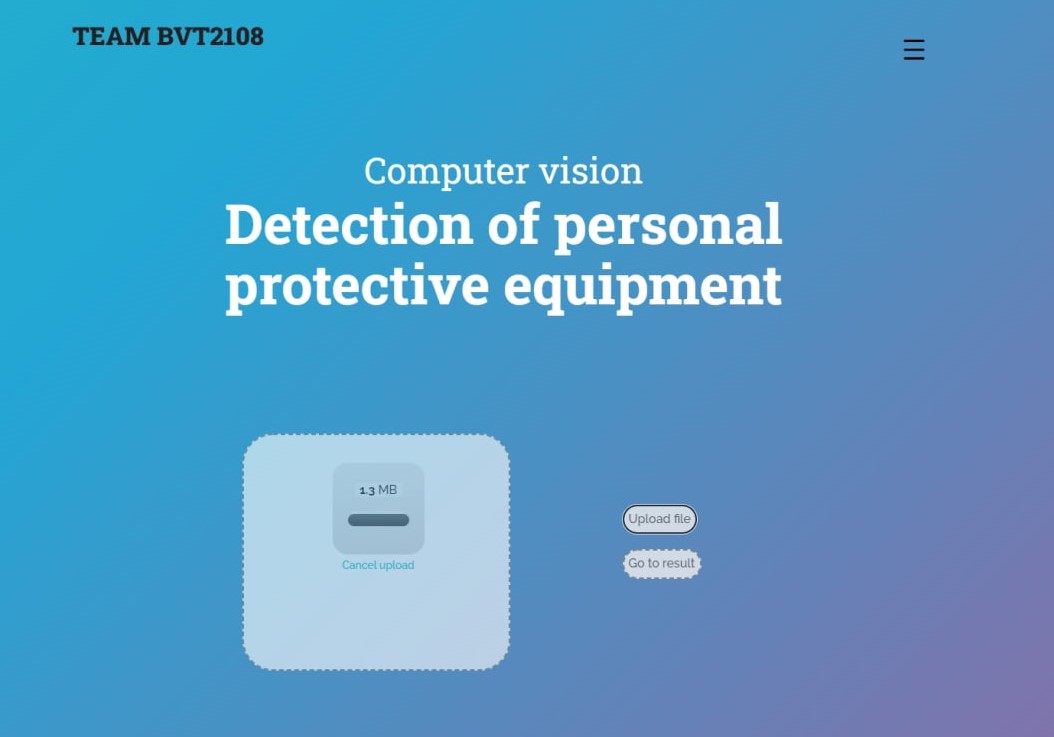 TEAM BVT2108
Computer vision
Detection of personal
protective equipment
1.3 MB
Cancel upload
Upload file
Go to result